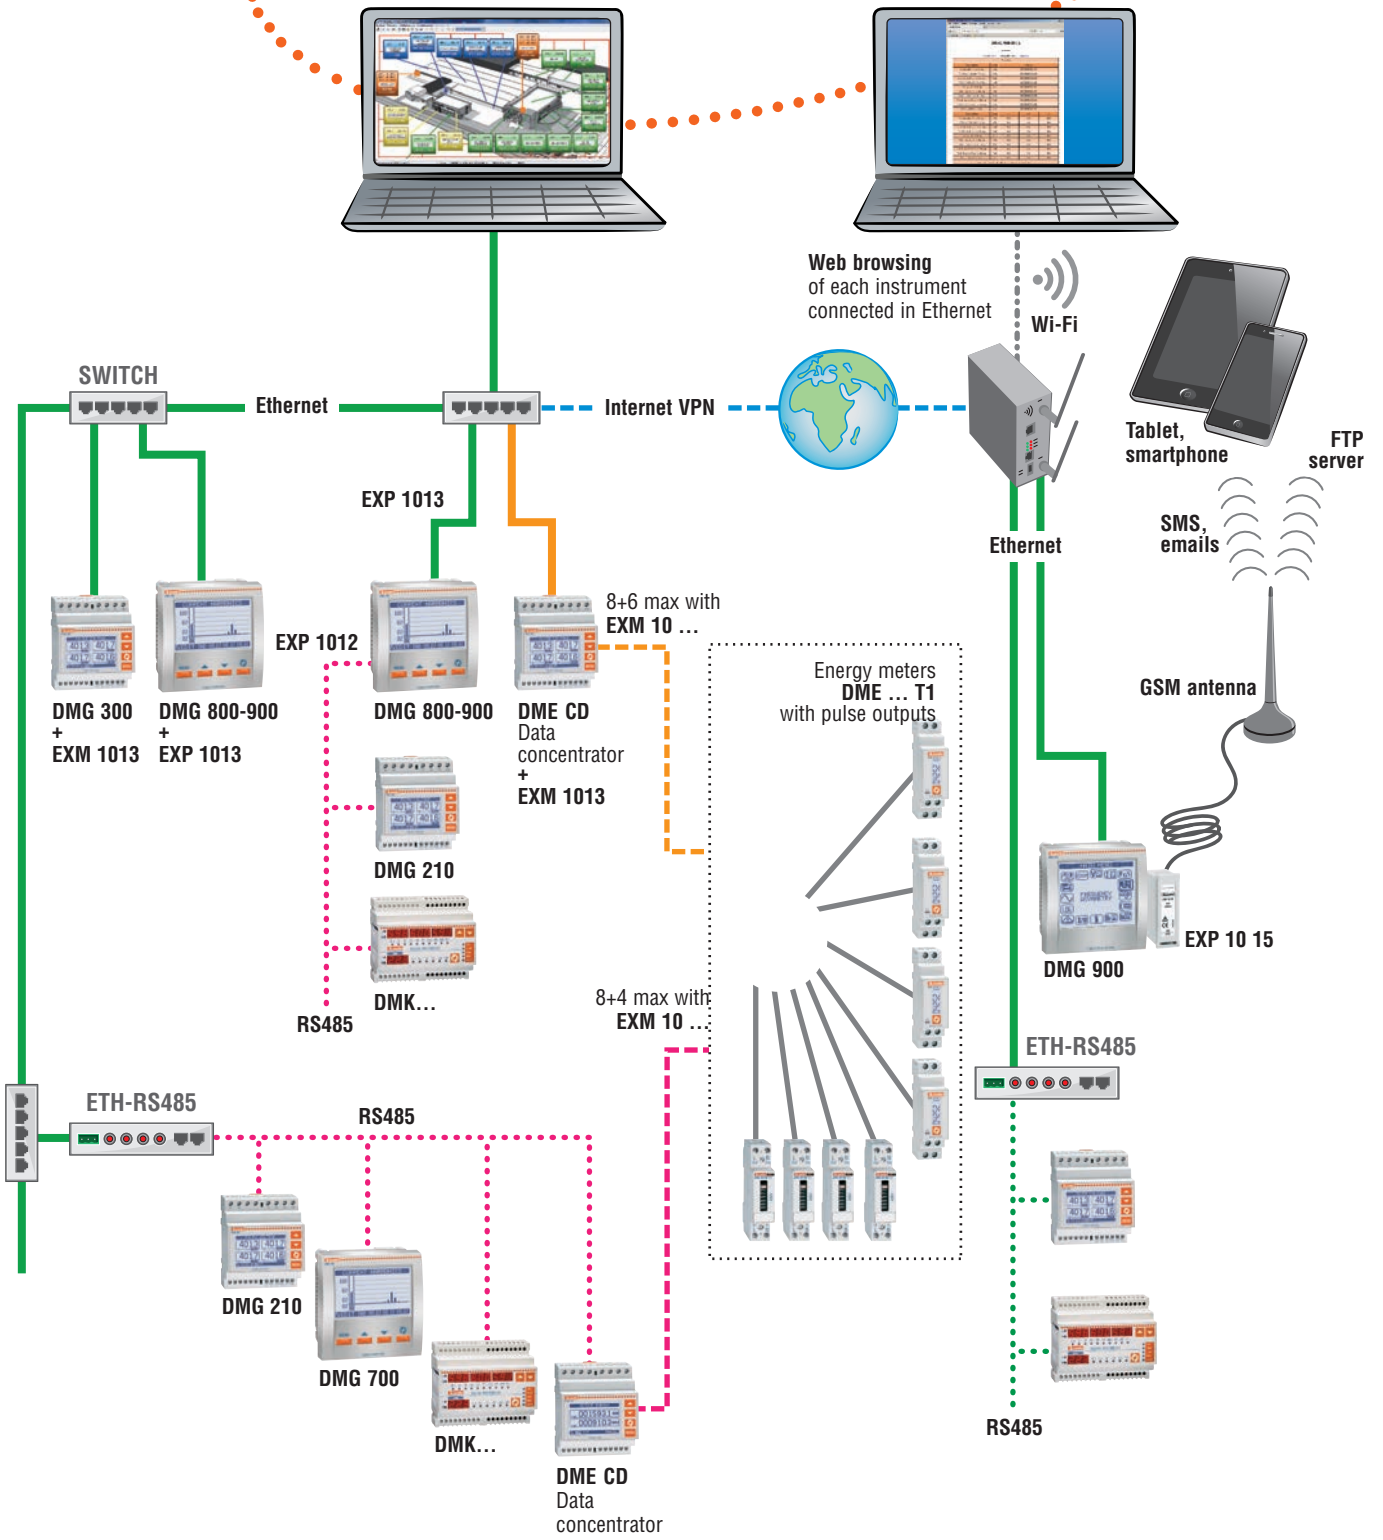 Web browsing
of each instrument
connected in Ethernet
Wi-Fi
SWITCH
Ethernet
Internet VPN
Tablet,
smartphone
FTP
server
EXP 1013
SMS,
emails
Ethernet
8+6 max with
EXM 10 ...
EXP 1012
Energy meters
DME ... T1
with pulse outputs
GSM antenna
DMG 300
+
EXM 1013
DMG 800-900
+
EXP 1013
DMG 800-900
DME CD
Data
concentrator
+
EXM 1013
DMG 210
EXP 10 15
DMG 900
DMK...
RS485
8+4 max with
EXM 10 ...
ETH-RS485
ETH-RS485
RS485
DMG 210
DMG 700
DMK...
RS485
DME CD
Data
concentrator